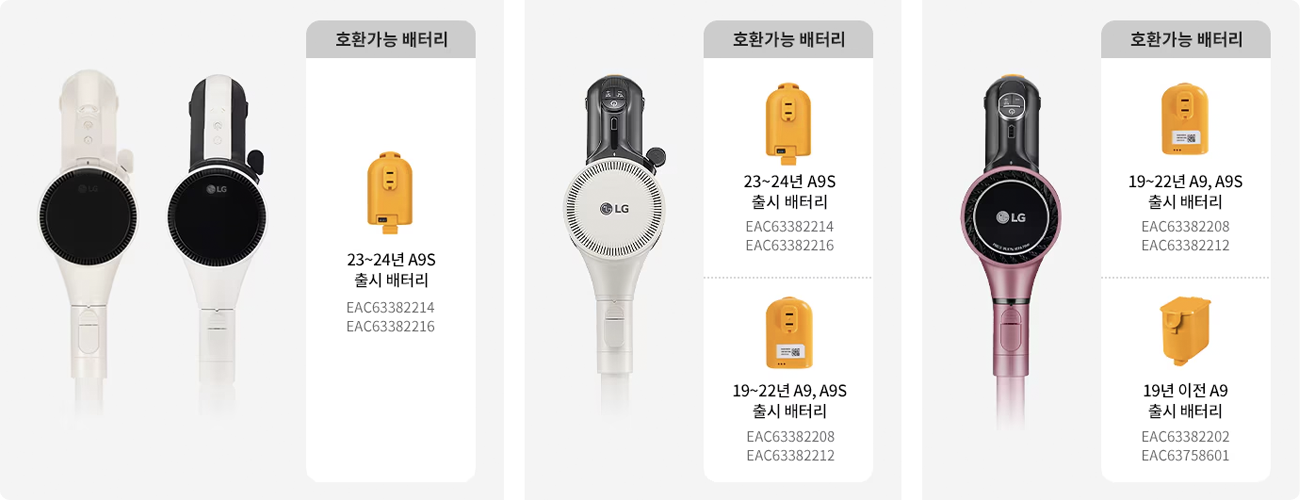 호환가능 배터리
LG
LG
23~24년 A9S
출시 배터리
EAC63382214
EAC63382216
호환가능 배터리
LG
23~24년 A9S
출시 배터리
EAC63382214
EAC63382216
19~22년 A9, A9S
출시 배터리
EAC63382208
EAC63382212
호환가능 배터리
LG
19~22년 A9, A9S
출시 배터리
EAC63382208
EAC63382212
19년 이전 A9
출시 배터리
EAC63382202
EAC63758601